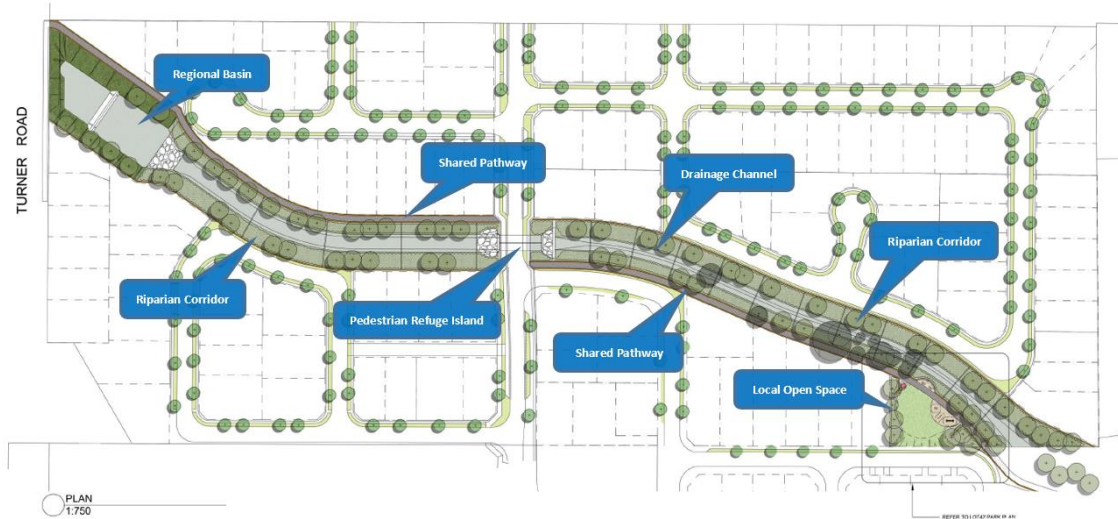 TURNER ROAD
Regional Basin
Shared Pathway
Drainage Channel
Riparian Corridor
Riparian Corridor
Pedestrian Refuge Island
Shared Pathway
Local Open Space
PLAN
1:750